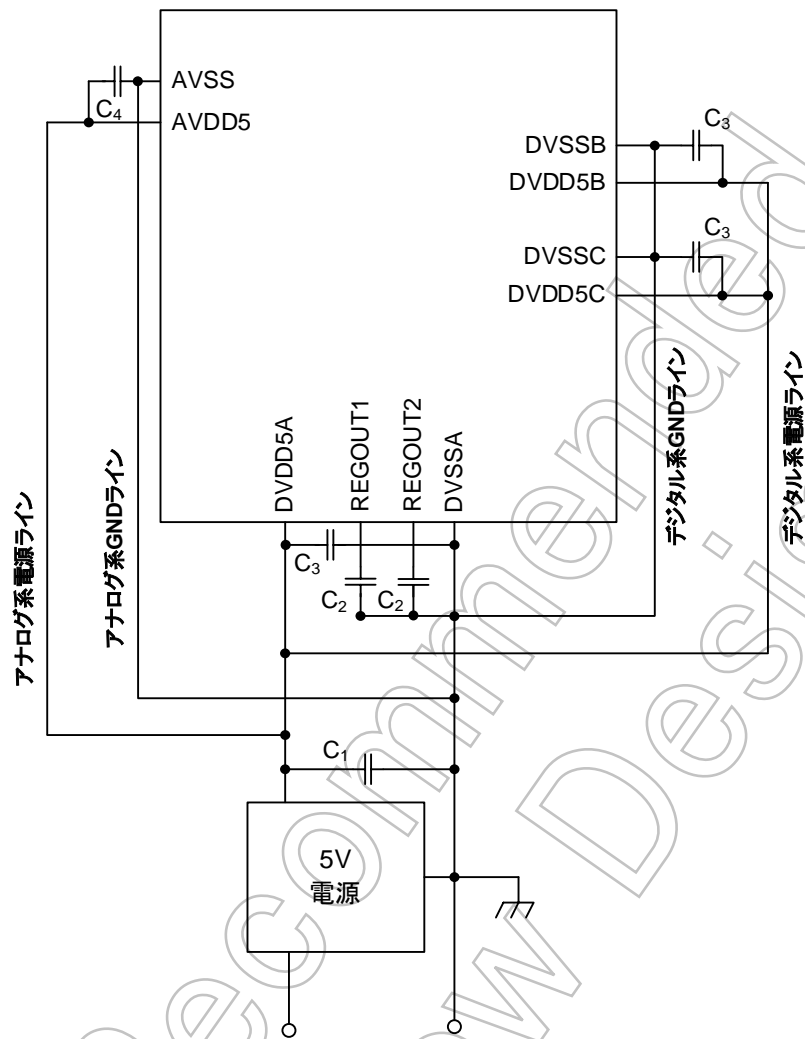 AVSS
C4
AVDD5
C3
DVSSB
DVDD5B
C3
DVSSC
DVDD5C
アナログ系電源ライン
アナログ系GNDライン
DVDD5A
REGOUT1
REGOUT2
DVSSA
デジタル系GNDライン
デジタル系電源ライン
C3
C2
C2
C1
5V
電源
Recommended
Design